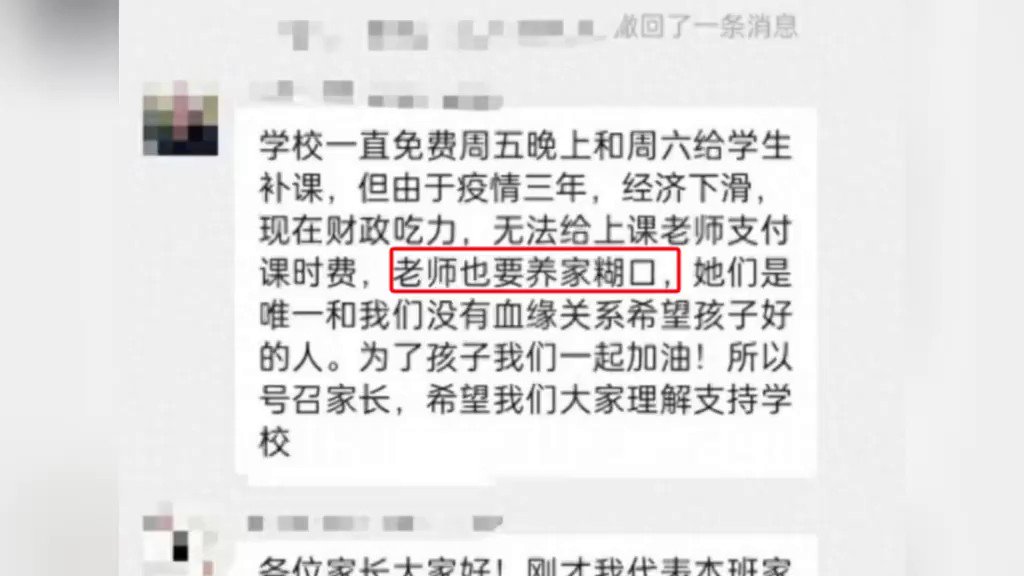 撤回了一条消息
学校一直免费周五晚上和周六给学生
补课，但由于疫情三年，经济下滑，
现在财政吃力，无法给上课老师支付
课时费，老师也要养家糊口，她们是
唯一和我们没有血缘关系希望孩子好
的人。为了孩子我们一起加油！所以
号召家长，希望我们大家理解支持学
校
各位家长大家好！刚才我代表本班家